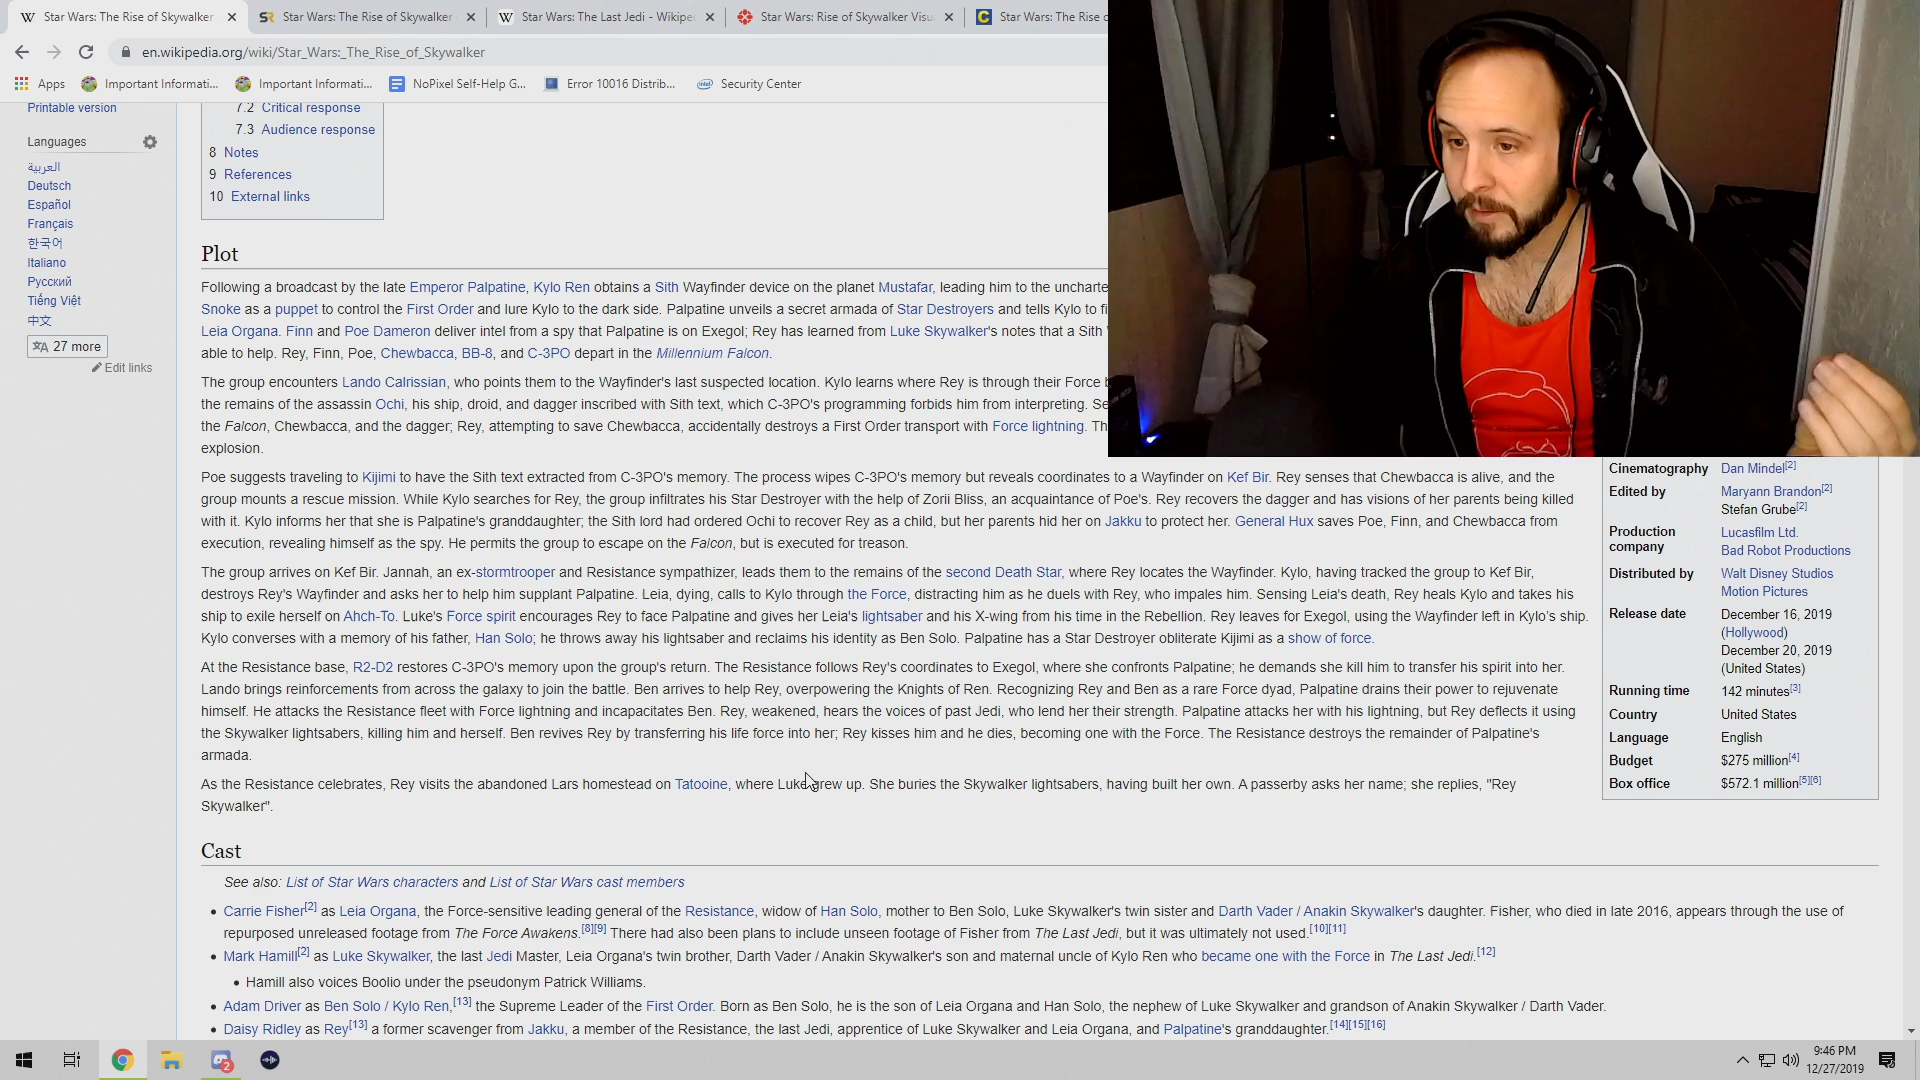 Star Wars: The Rise of Skywalker
Star Wars: The Rise of Skywalker
Star Wars: The Last Jedi - Wikipe
Star Wars: Rise of Skywalker Visu
Star Wars: The Rise o
en.wikipedia.org/wiki/Star_Wars:_The_Rise_of_Skywalker
Apps
Important Informati...
Important Informati...
NoPixel Self-Help G...
Error 10016 Distrib...
Security Center
Printable version
Languages
العربية
Deutsch
Español
Français
한국어
Italiano
Русский
Tiếng Việt
中文
27 more
Edit links
7.2 Critical response
7.3 Audience response
8 Notes
9 References
10 External links
Plot
Following a broadcast by the late Emperor Palpatine, Kylo Ren obtains a Sith Wayfinder device on the planet Mustafar, leading him to the uncharte
Snoke as a puppet to control the First Order and lure Kylo to the dark side. Palpatine unveils a secret armada of Star Destroyers and tells Kylo to fi
Leia Organa. Finn and Poe Dameron deliver intel from a spy that Palpatine is on Exegol; Rey has learned from Luke Skywalker's notes that a Sith
able to help. Rey, Finn, Poe, Chewbacca, BB-8, and C-3PO depart in the Millennium Falcon.
The group encounters Lando Calrissian, who points them to the Wayfinder's last suspected location. Kylo learns where Rey is through their Force b
the remains of the assassin Ochi, his ship, droid, and dagger inscribed with Sith text, which C-3PO's programming forbids him from interpreting. Se
the Falcon, Chewbacca, and the dagger; Rey, attempting to save Chewbacca, accidentally destroys a First Order transport with Force lightning. Th
explosion.
Poe suggests traveling to Kijimi to have the Sith text extracted from C-3PO's memory. The process wipes C-3PO's memory but reveals coordinates to a Wayfinder on Kef Bir. Rey senses that Chewbacca is alive, and the
group mounts a rescue mission. While Kylo searches for Rey, the group infiltrates his Star Destroyer with the help of Zorii Bliss, an acquaintance of Poe's. Rey recovers the dagger and has visions of her parents being killed
with it. Kylo informs her that she is Palpatine's granddaughter; the Sith lord had ordered Ochi to recover Rey as a child, but her parents hid her on Jakku to protect her. General Hux saves Poe, Finn, and Chewbacca from
execution, revealing himself as the spy. He permits the group to escape on the Falcon, but is executed for treason.
The group arrives on Kef Bir. Jannah, an ex-stormtrooper and Resistance sympathizer, leads them to the remains of the second Death Star, where Rey locates the Wayfinder. Kylo, having tracked the group to Kef Bir,
destroys Rey's Wayfinder and asks her to help him supplant Palpatine. Leia, dying, calls to Kylo through the Force, distracting him as he duels with Rey, who impales him. Sensing Leia's death, Rey heals Kylo and takes his
ship to exile herself on Ahch-To. Luke's Force spirit encourages Rey to face Palpatine and gives her Leia's lightsaber and his X-wing from his time in the Rebellion. Rey leaves for Exegol, using the Wayfinder left in Kylo's ship.
Kylo converses with a memory of his father, Han Solo; he throws away his lightsaber and reclaims his identity as Ben Solo. Palpatine has a Star Destroyer obliterate Kijimi as a show of force.
At the Resistance base, R2-D2 restores C-3PO's memory upon the group's return. The Resistance follows Rey's coordinates to Exegol, where she confronts Palpatine; he demands she kill him to transfer his spirit into her.
Lando brings reinforcements from across the galaxy to join the battle. Ben arrives to help Rey, overpowering the Knights of Ren. Recognizing Rey and Ben as a rare Force dyad, Palpatine drains their power to rejuvenate
himself. He attacks the Resistance fleet with Force lightning and incapacitates Ben. Rey, weakened, hears the voices of past Jedi, who lend her their strength. Palpatine attacks her with his lightning, but Rey deflects it using
the Skywalker lightsabers, killing him and herself. Ben revives Rey by transferring his life force into her; Rey kisses him and he dies, becoming one with the Force. The Resistance destroys the remainder of Palpatine's
armada.
As the Resistance celebrates, Rey visits the abandoned Lars homestead on Tatooine, where Luke grew up. She buries the Skywalker lightsabers, having built her own. A passerby asks her name; she replies, "Rey
Skywalker".
Cinematography Dan Mindel[2]
Edited by Maryann Brandon[2]
Stefan Grube[2]
Production company Lucasfilm Ltd.
Bad Robot Productions
Distributed by Walt Disney Studios
Motion Pictures
Release date December 16, 2019
(Hollywood)
December 20, 2019
(United States)
Running time 142 minutes[3]
Country United States
Language English
Budget $275 million[4]
Box office $572.1 million[5][6]
Cast
See also: List of Star Wars characters and List of Star Wars cast members
Carrie Fisher[2] as Leia Organa, the Force-sensitive leading general of the Resistance, widow of Han Solo, mother to Ben Solo, Luke Skywalker's twin sister and Darth Vader / Anakin Skywalker's daughter. Fisher, who died in late 2016, appears through the use of
repurposed unreleased footage from The Force Awakens.[8][9] There had also been plans to include unseen footage of Fisher from The Last Jedi, but it was ultimately not used.[10][11]
Mark Hamill[2] as Luke Skywalker, the last Jedi Master, Leia Organa's twin brother, Darth Vader / Anakin Skywalker's son and maternal uncle of Kylo Ren who became one with the Force in The Last Jedi.[12]
Hamill also voices Boolio under the pseudonym Patrick Williams.
Adam Driver as Ben Solo / Kylo Ren,[13] the Supreme Leader of the First Order. Born as Ben Solo, he is the son of Leia Organa and Han Solo, the nephew of Luke Skywalker and grandson of Anakin Skywalker / Darth Vader.
Daisy Ridley as Rey[13] a former scavenger from Jakku, a member of the Resistance, the last Jedi, apprentice of Luke Skywalker and Leia Organa, and Palpatine's granddaughter.[14][15][16]
2
9:46 PM
12/27/2019